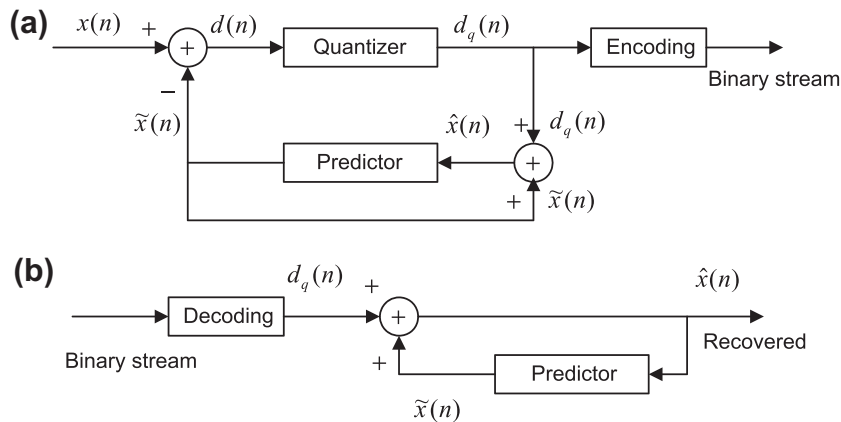 (a)
x(n) + d(n) Quantizer d_q(n) Encoding
+
Binary stream
−
x̃(n) x̂(n) + d_q(n)
Predictor +
+ x̃(n)
(b)
d_q(n) + x̂(n)
Decoding +
Binary stream + Recovered
Predictor
x̃(n)